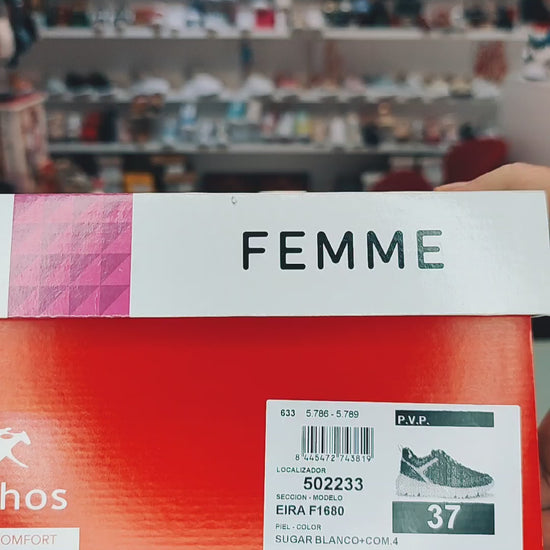 FEMME
hos
COMFORT
633 5.786 - 5.789
P.V.P.
8 445472 743819
LOCALIZADOR
502233
SECCION - MODELO
EIRA F1680
37
PIEL - COLOR
SUGAR BLANCO+COM.4